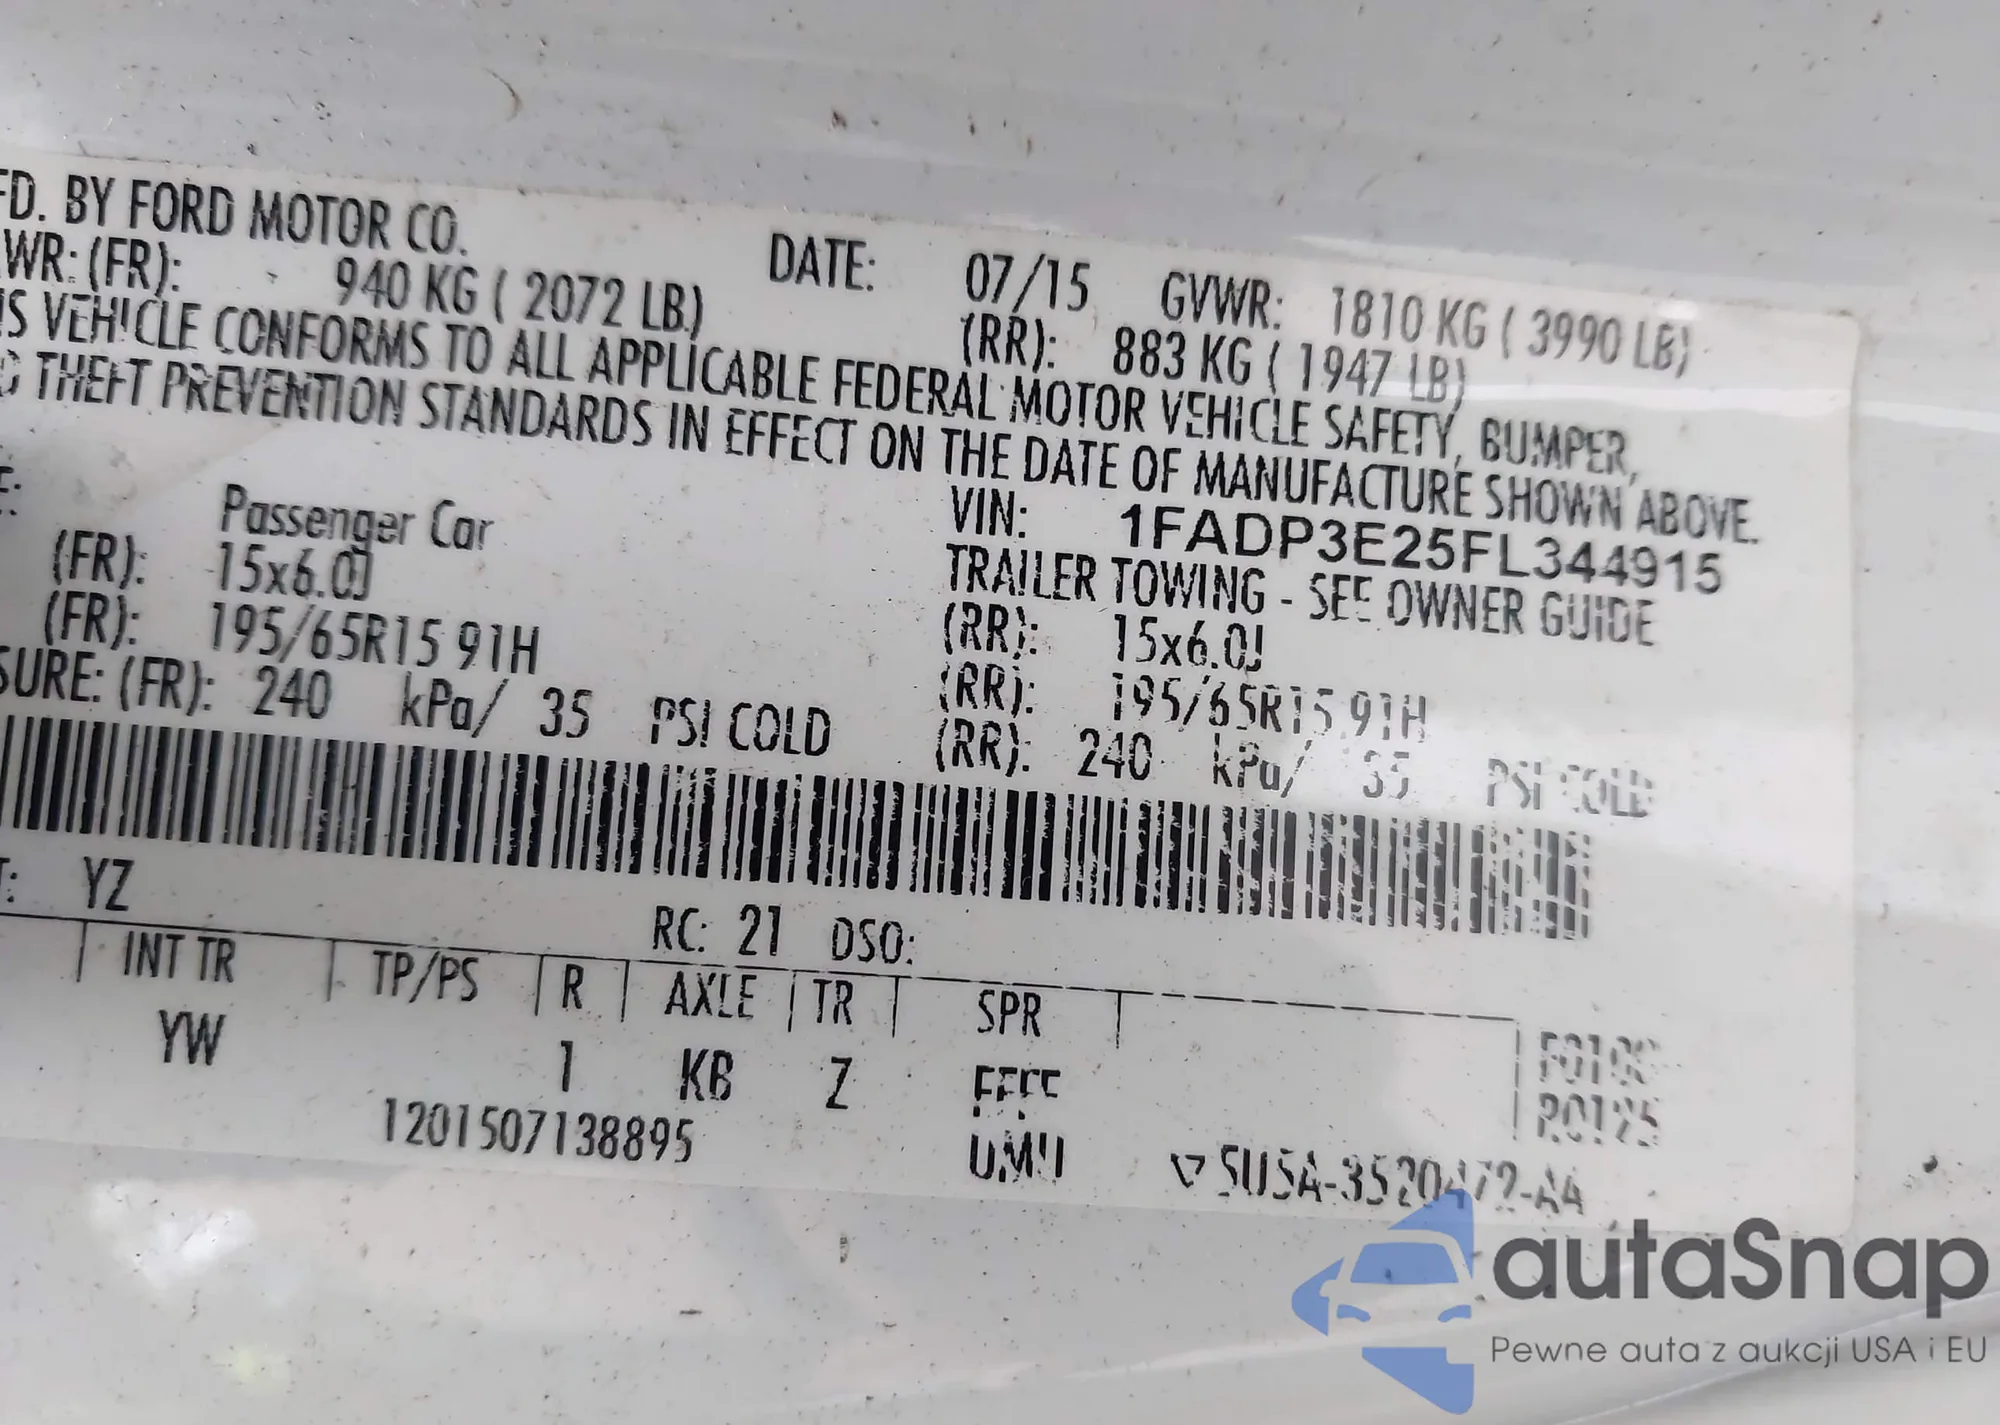 FD. BY FORD MOTOR CO. DATE: 07/15 GVWR: 1810 KG ( 3990 LB)
WR: (FR): 940 KG ( 2072 LB) (RR): 883 KG ( 1947 LB)
IS VEHICLE CONFORMS TO ALL APPLICABLE FEDERAL MOTOR VEHICLE SAFETY, BUMPER,
THEFT PREVENTION STANDARDS IN EFFECT ON THE DATE OF MANUFACTURE SHOWN ABOVE.
VIN: 1FADP3E25FL344915
Passenger Car TRAILER TOWING - SEE OWNER GUIDE
(FR): 15x6.0J (RR): 15x6.0J
(FR): 195/65R15 91H (RR): 195/65R15 91H
SURE: (FR): 240 kPa/ 35 PSI COLD (RR): 240 kPa/ 35 PSI COLD
T: YZ RC: 21 DSO:
INT TR TP/PS R AXLE TR SPR
YW 1 KB Z
1201507138895
autaSnap
Pewne auta z aukcji USA i EU